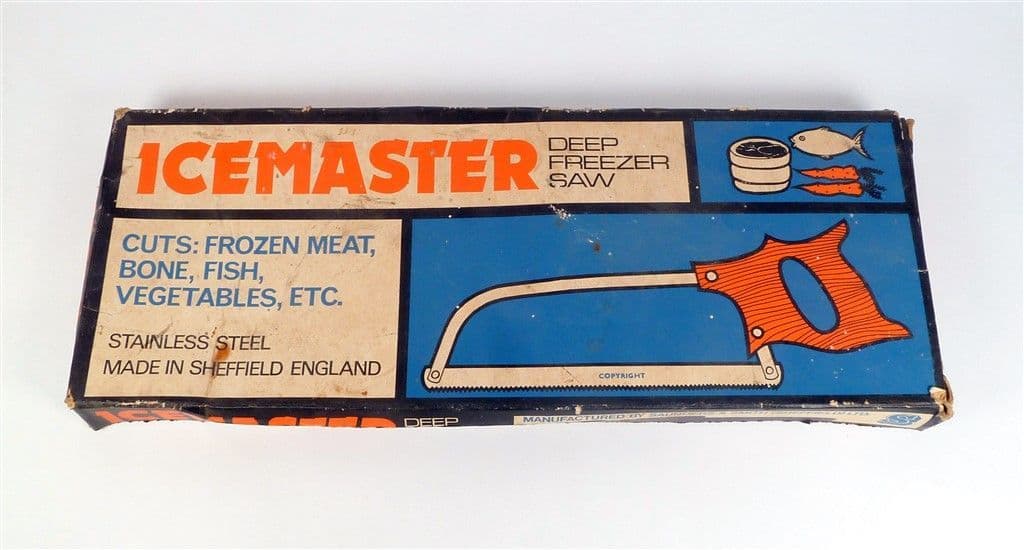 ICEMASTER
DEEP
FREEZER
SAW
CUTS: FROZEN MEAT,
BONE, FISH,
VEGETABLES, ETC.
STAINLESS STEEL
MADE IN SHEFFIELD ENGLAND
COPYRIGHT
ICEMASTER DEEP
MANUFACTURED BY